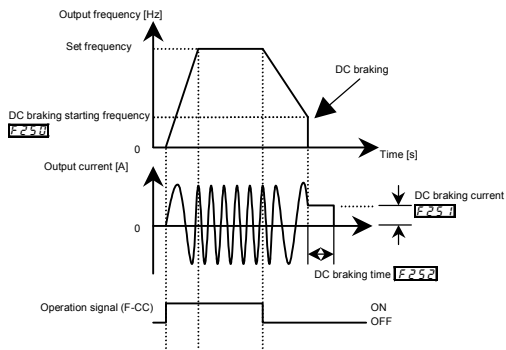 Output frequency [Hz]
Set frequency
DC braking
DC braking starting frequency
F250
0
Time [s]
Output current [A]
DC braking current
F251
0
DC braking time F252
Operation signal (F-CC)
ON
OFF